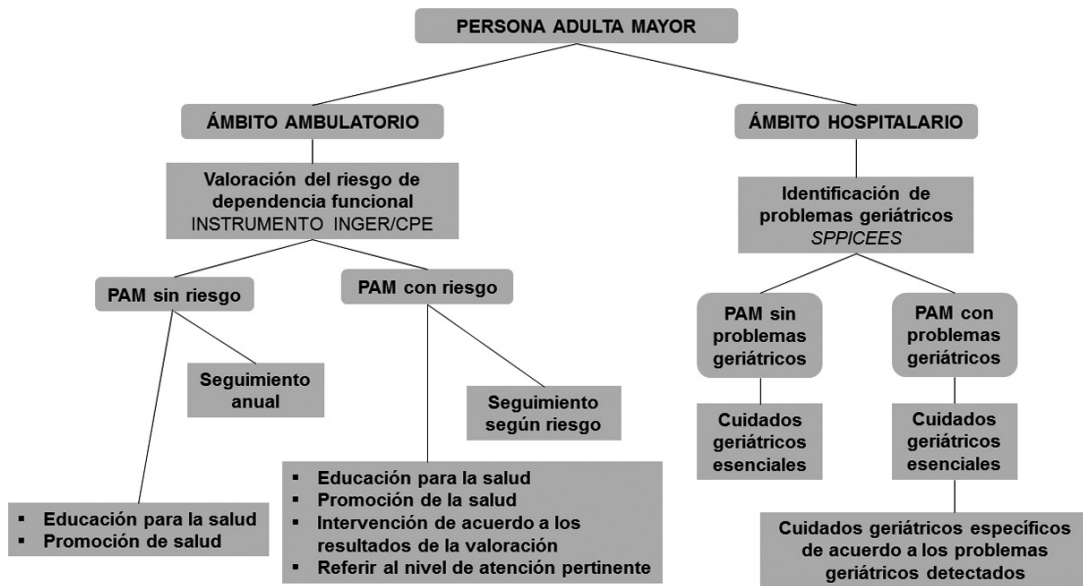 PERSONA ADULTA MAYOR
ÁMBITO AMBULATORIO
ÁMBITO HOSPITALARIO
Valoración del riesgo de
dependencia funcional
INSTRUMENTO INGER/CPE
Identificación de
problemas geriátricos
SPPICEES
PAM sin riesgo
PAM con riesgo
PAM sin
problemas
geriátricos
PAM con
problemas
geriátricos
Seguimiento
anual
Seguimiento
según riesgo
Cuidados
geriátricos
esenciales
Cuidados
geriátricos
esenciales
▪ Educación para la salud
▪ Promoción de salud
▪ Educación para la salud
▪ Promoción de la salud
▪ Intervención de acuerdo a los
resultados de la valoración
▪ Referir al nivel de atención pertinente
Cuidados geriátricos específicos
de acuerdo a los problemas
geriátricos detectados